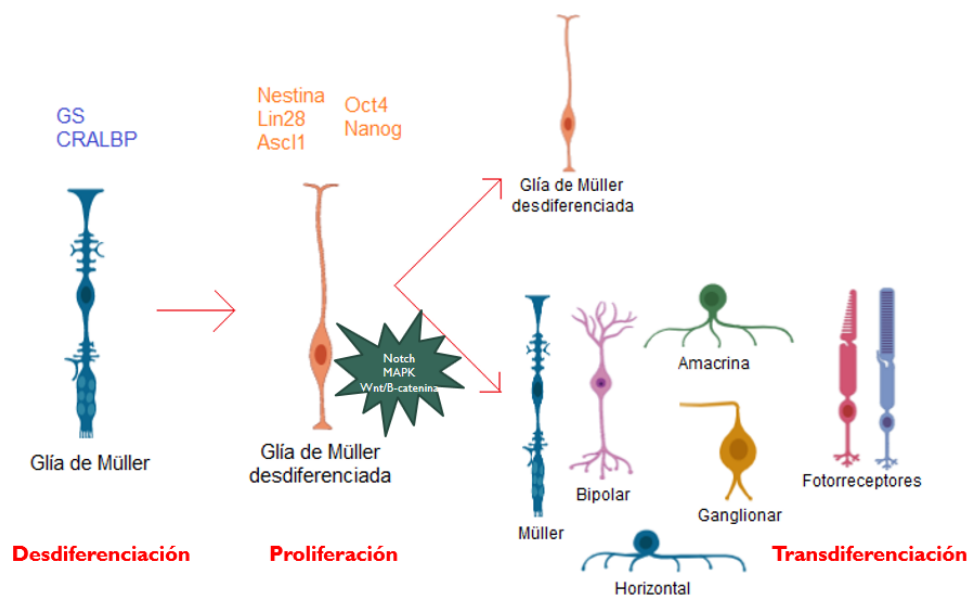 GS
CRALBP
Glía de Müller
Nestina
Lin28
Ascl1
Oct4
Nanog
Notch
MAPK
Wnt/B-catenina
Glía de Müller
desdiferenciada
Glía de Müller
desdiferenciada
Müller
Bipolar
Amacrina
Ganglionar
Horizontal
Fotorreceptores
Desdiferenciación
Proliferación
Transdiferenciación